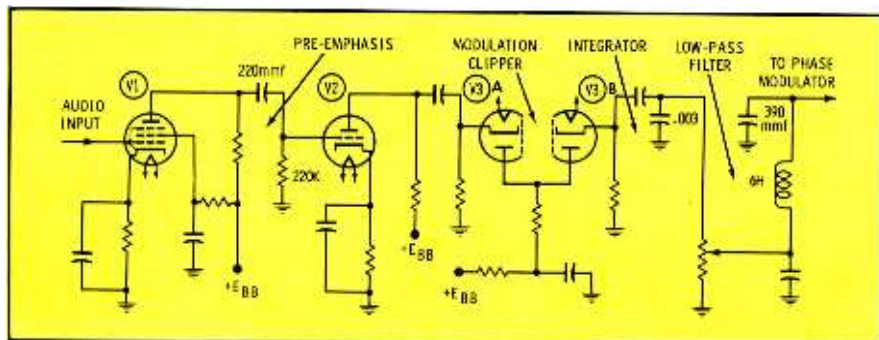 PRE-EMPHASIS
MODULATION
CLIPPER
INTEGRATOR
LOW-PASS
FILTER
TO PHASE
MODULATOR
V1
220mmf
V2
V3 A
V3 B
AUDIO
INPUT
.003
390
mmf
220K
6H
+EBB
+EBB
+EBB